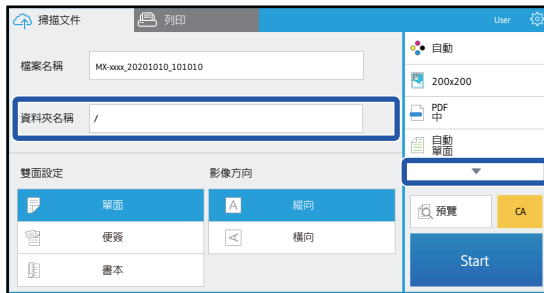 掃描文件
列印
User
檔案名稱
MX-xxxx_20201010_101010
資料夾名稱
/
雙面設定
影像方向
單面
便簽
書本
A
縱向
A
橫向
自動
200x200
PDF
中
自動
單面
預覽
CA
Start